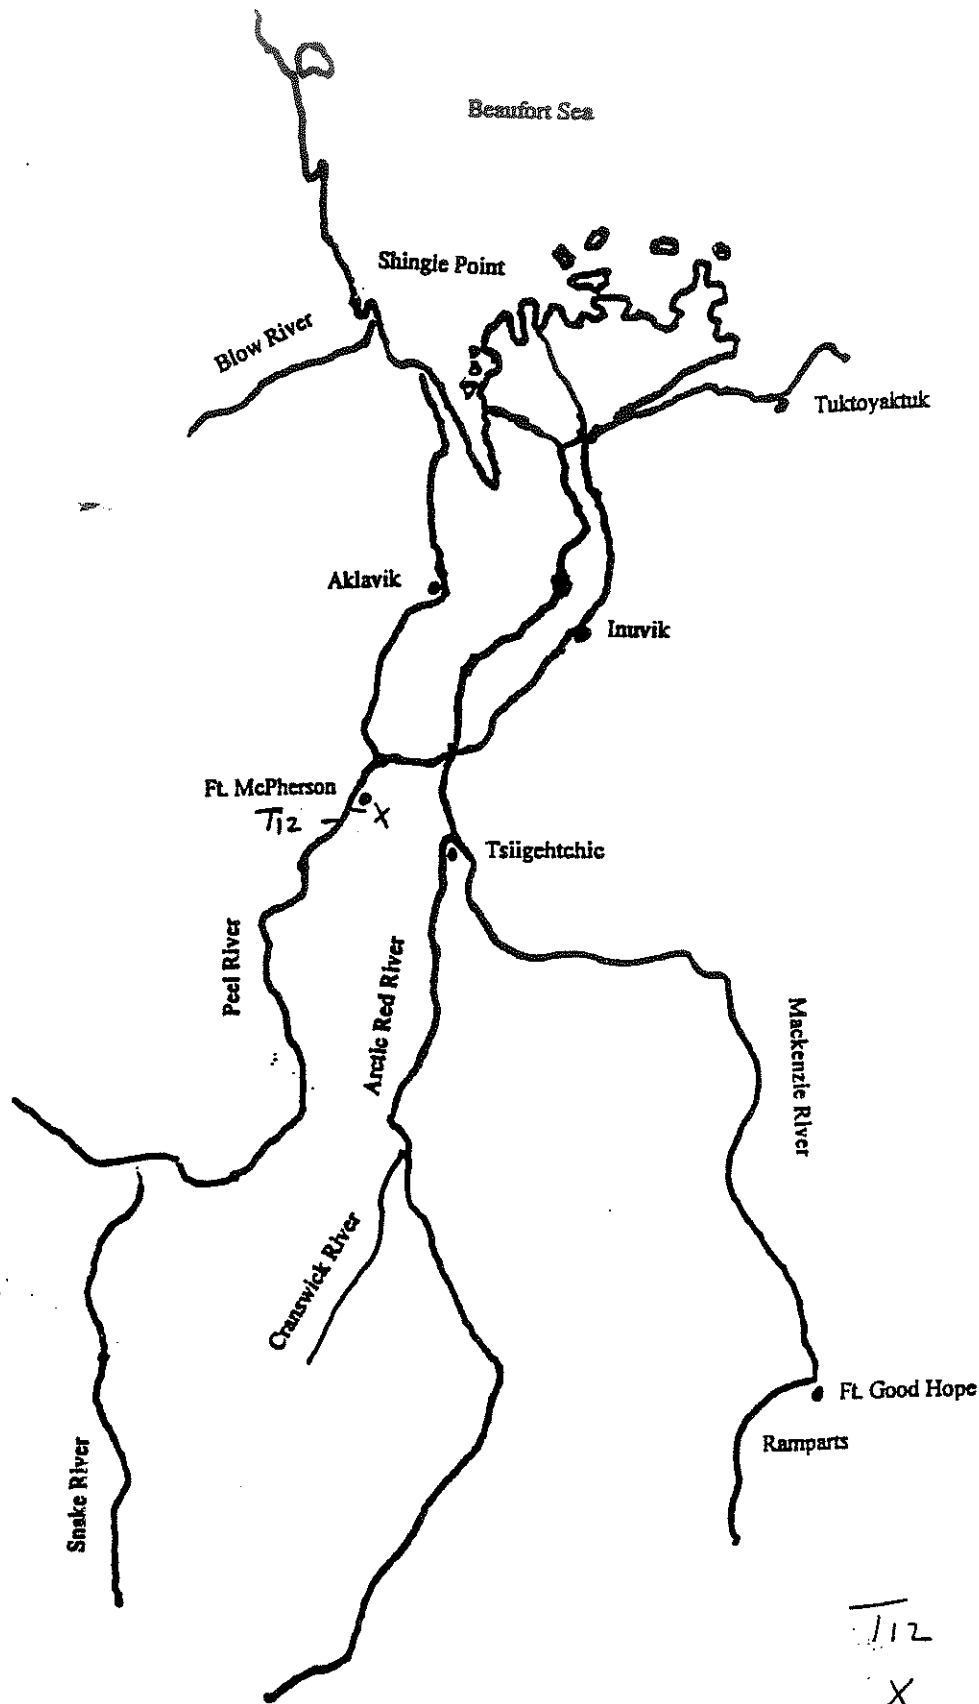 Beaufort Sea
Shingle Point
Blow River
Tuktoyaktuk
Aklavik
Inuvik
Ft. McPherson
T12
X
Tsiigehtchic
Peel River
Arctic Red River
Mackenzie River
Cranswick River
Ft. Good Hope
Ramparts
Snake River
T12
X